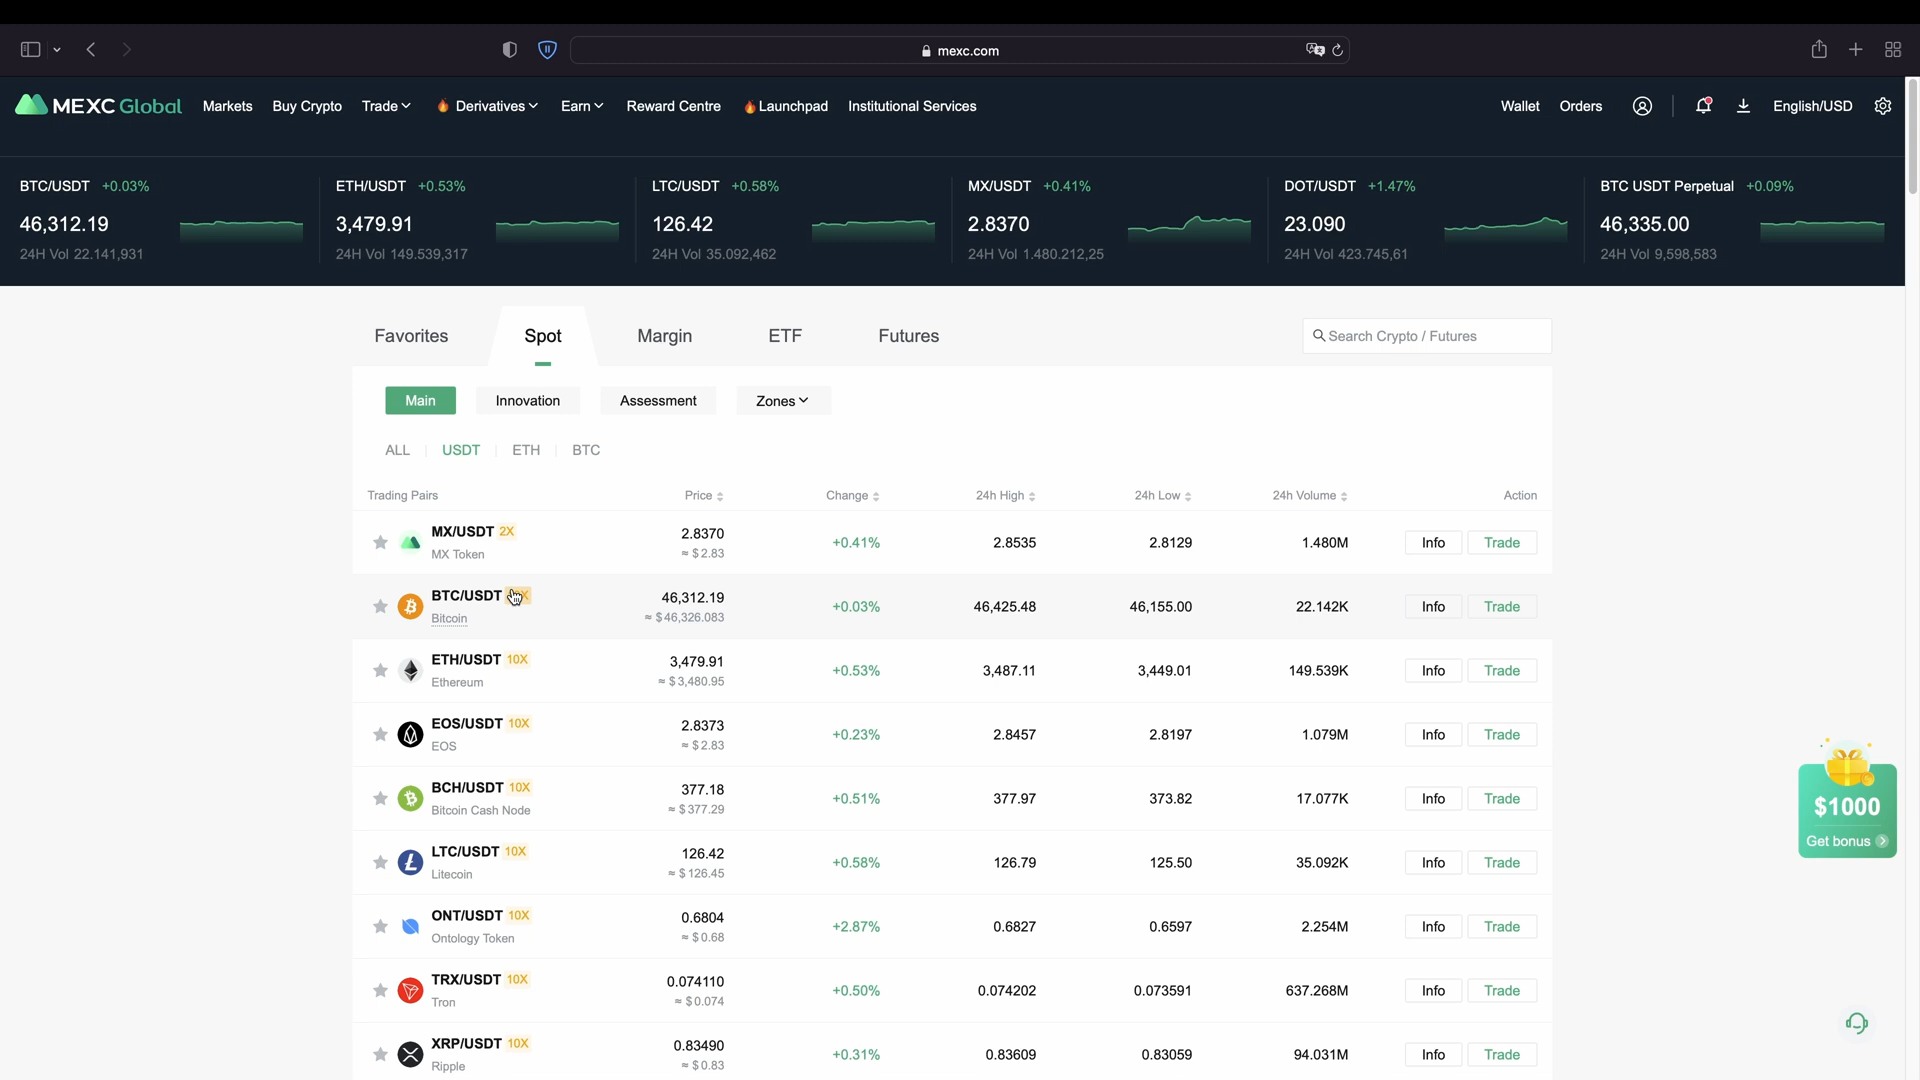 mexc.com
MEXC Global Markets Buy Crypto Trade Derivatives Earn Reward Centre Launchpad Institutional Services Wallet Orders English/USD
BTC/USDT +0.03% ETH/USDT +0.53% LTC/USDT +0.58% MX/USDT +0.41% DOT/USDT +1.47% BTC USDT Perpetual +0.09%
46,312.19 3,479.91 126.42 2.8370 23.090 46,335.00
24H Vol 22.141,931 24H Vol 149.539,317 24H Vol 35.092,462 24H Vol 1.480.212,25 24H Vol 423.745,61 24H Vol 9,598,583
Favorites Spot Margin ETF Futures Search Crypto / Futures
Main Innovation Assessment Zones
ALL USDT ETH BTC
Trading Pairs Price Change 24h High 24h Low 24h Volume Action
MX/USDT 2X 2.8370 +0.41% 2.8535 2.8129 1.480M Info Trade
MX Token ≈ $2.83
BTC/USDT 46,312.19 +0.03% 46,425.48 46,155.00 22.142K Info Trade
Bitcoin ≈ $46,326.083
ETH/USDT 10X 3,479.91 +0.53% 3,487.11 3,449.01 149.539K Info Trade
Ethereum ≈ $3,480.95
EOS/USDT 10X 2.8373 +0.23% 2.8457 2.8197 1.079M Info Trade
EOS ≈ $2.83
BCH/USDT 10X 377.18 +0.51% 377.97 373.82 17.077K Info Trade
Bitcoin Cash Node ≈ $377.29
$1000
Get bonus
LTC/USDT 10X 126.42 +0.58% 126.79 125.50 35.092K Info Trade
Litecoin ≈ $126.45
ONT/USDT 10X 0.6804 +2.87% 0.6827 0.6597 2.254M Info Trade
Ontology Token ≈ $0.68
TRX/USDT 10X 0.074110 +0.50% 0.074202 0.073591 637.268M Info Trade
Tron ≈ $0.074
XRP/USDT 10X 0.83490 +0.31% 0.83609 0.83059 94.031M Info Trade
Ripple ≈ $0.83